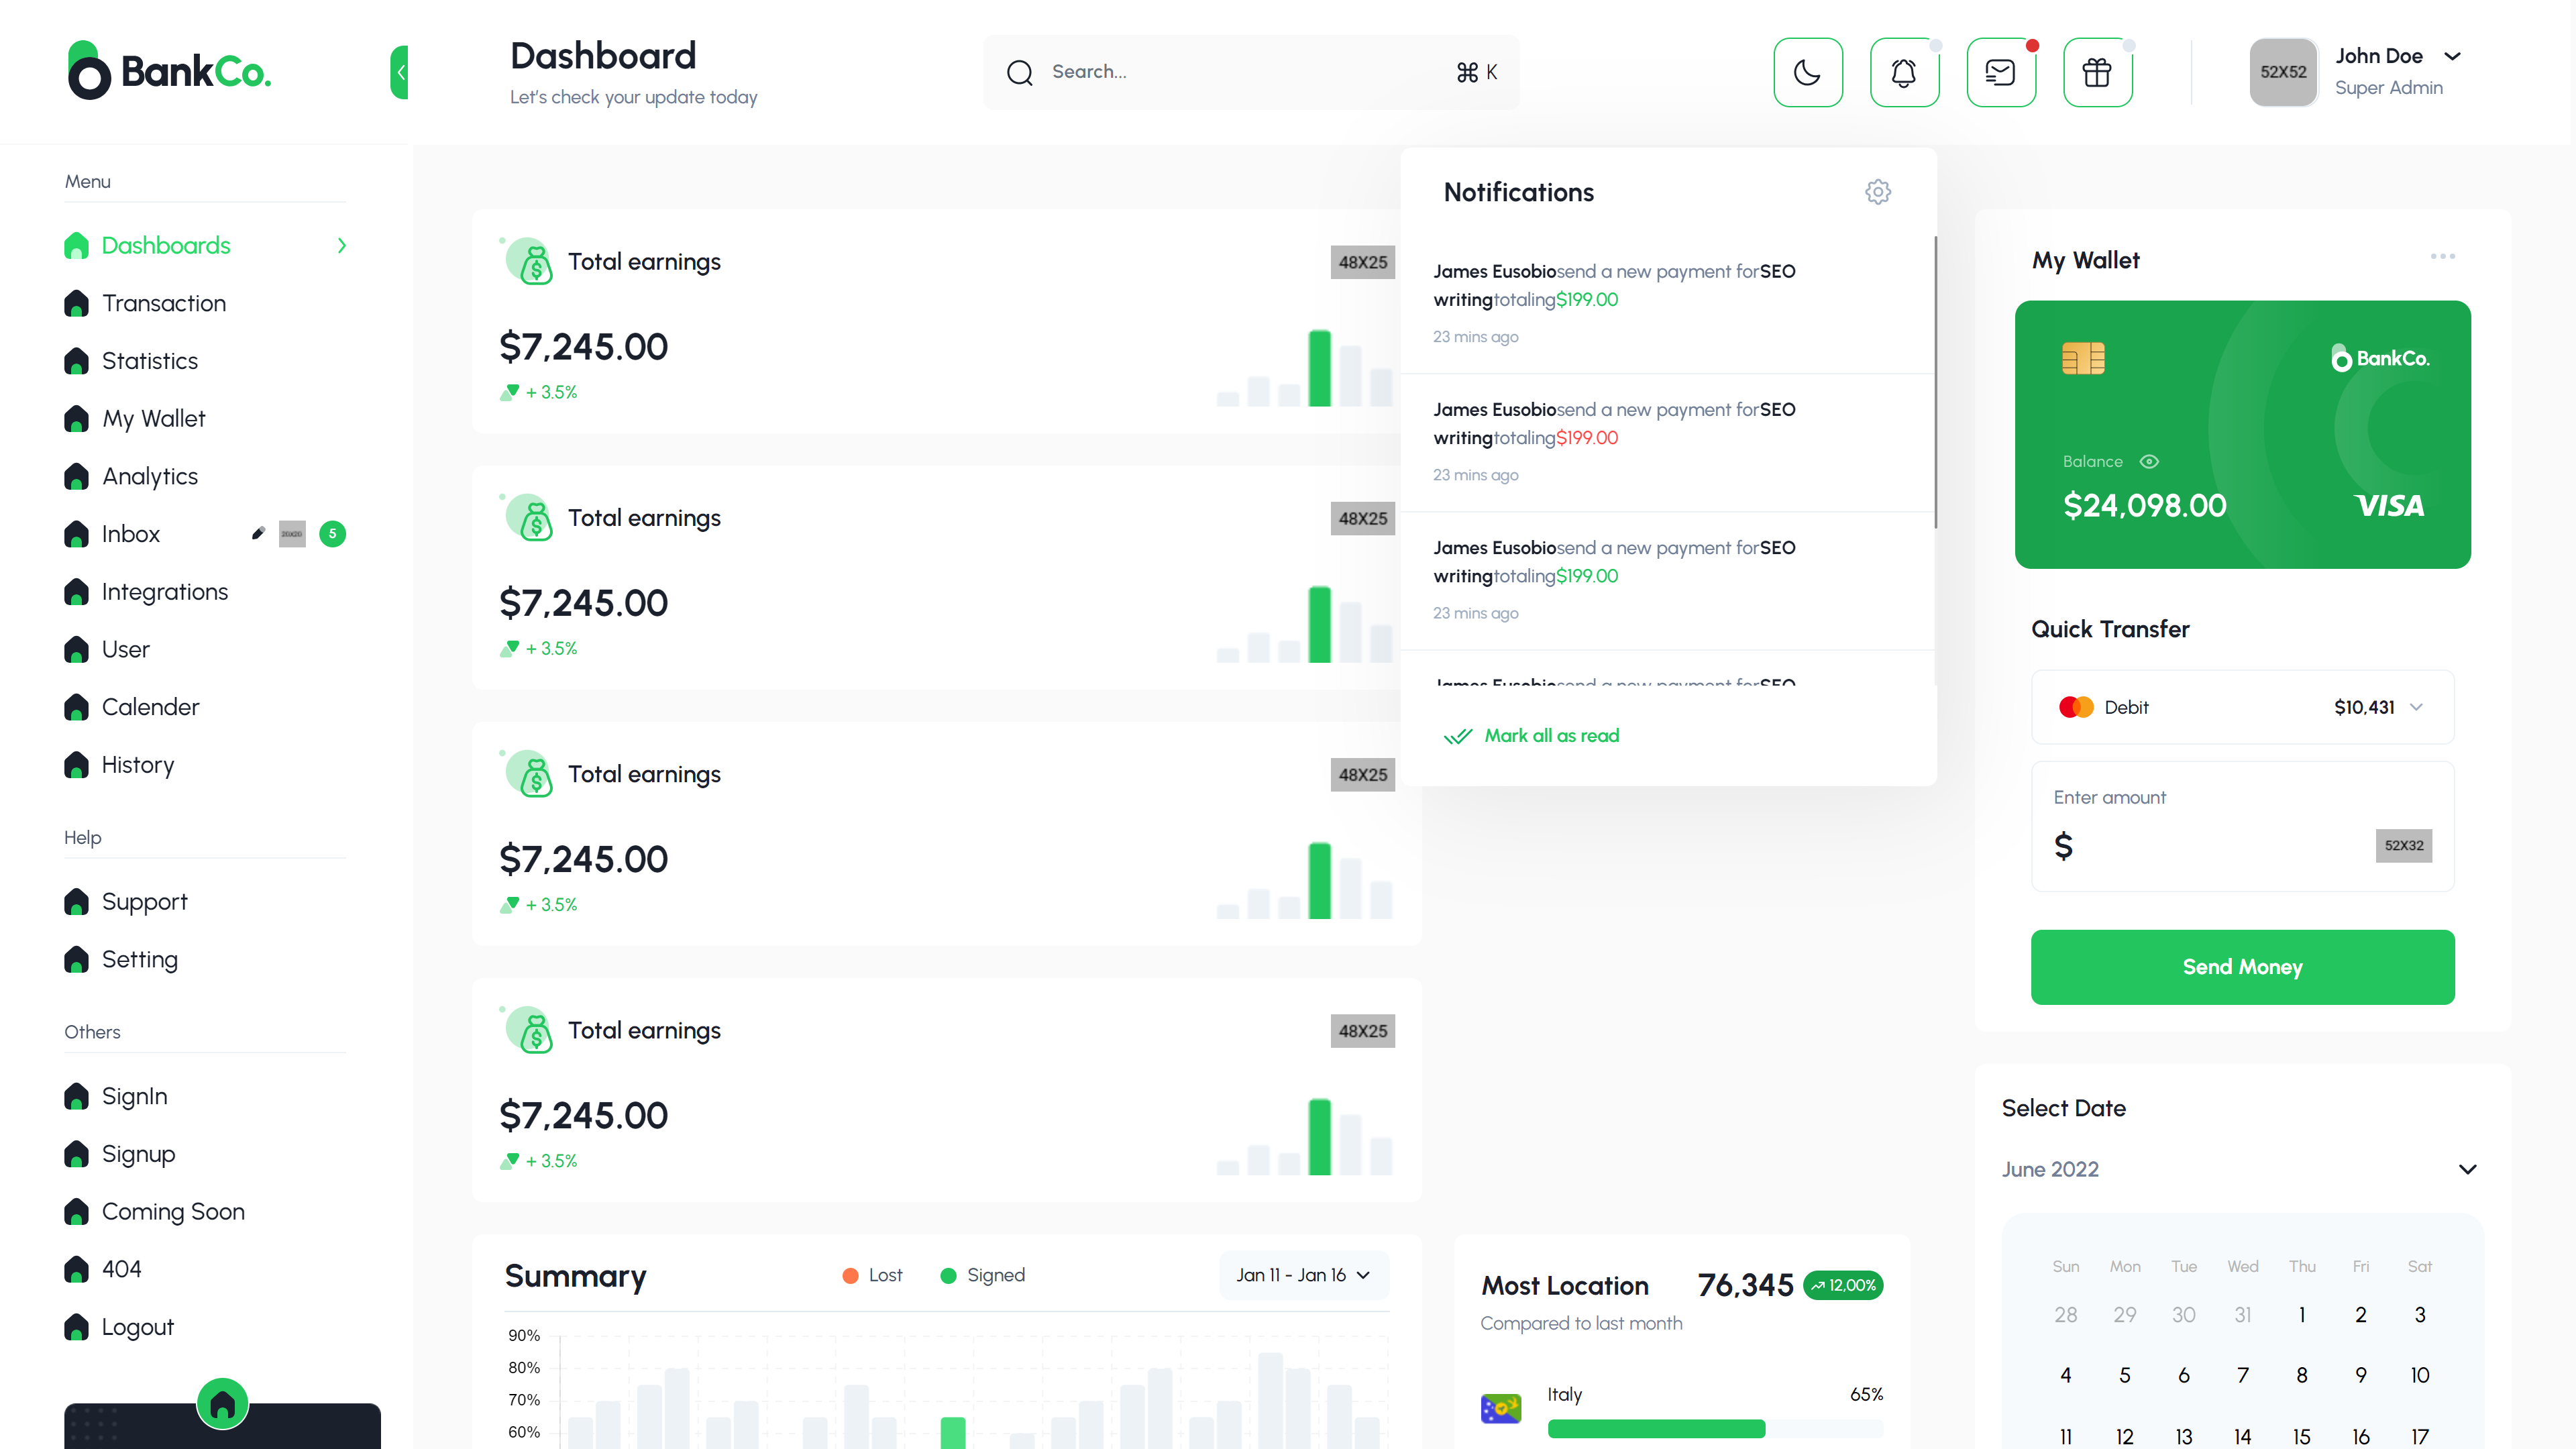 BankCo.
Dashboard
Let's check your update today
Search...
⌘ K
52X52
John Doe
Super Admin
Menu
Dashboards
Transaction
Statistics
My Wallet
Analytics
Inbox
20X20
5
Integrations
User
Calender
History
Help
Support
Setting
Others
SignIn
Signup
Coming Soon
404
Logout
Total earnings
48X25
$7,245.00
+ 3.5%
Total earnings
48X25
$7,245.00
+ 3.5%
Total earnings
48X25
$7,245.00
+ 3.5%
Total earnings
48X25
$7,245.00
+ 3.5%
Notifications
James Eusobiosend a new payment forSEO
writingtotaling$199.00
23 mins ago
James Eusobiosend a new payment forSEO
writingtotaling$199.00
23 mins ago
James Eusobiosend a new payment forSEO
writingtotaling$199.00
23 mins ago
James Eusobiosend a new payment forSEO
Mark all as read
Summary
Lost
Signed
Jan 11 - Jan 16
90%
80%
70%
60%
Most Location
76,345
12,00%
Compared to last month
Italy
65%
My Wallet
BankCo.
Balance
$24,098.00
VISA
Quick Transfer
Debit
$10,431
Enter amount
$
52X32
Send Money
Select Date
June 2022
Sun Mon Tue Wed Thu Fri Sat
28 29 30 31 1 2 3
4 5 6 7 8 9 10
11 12 13 14 15 16 17